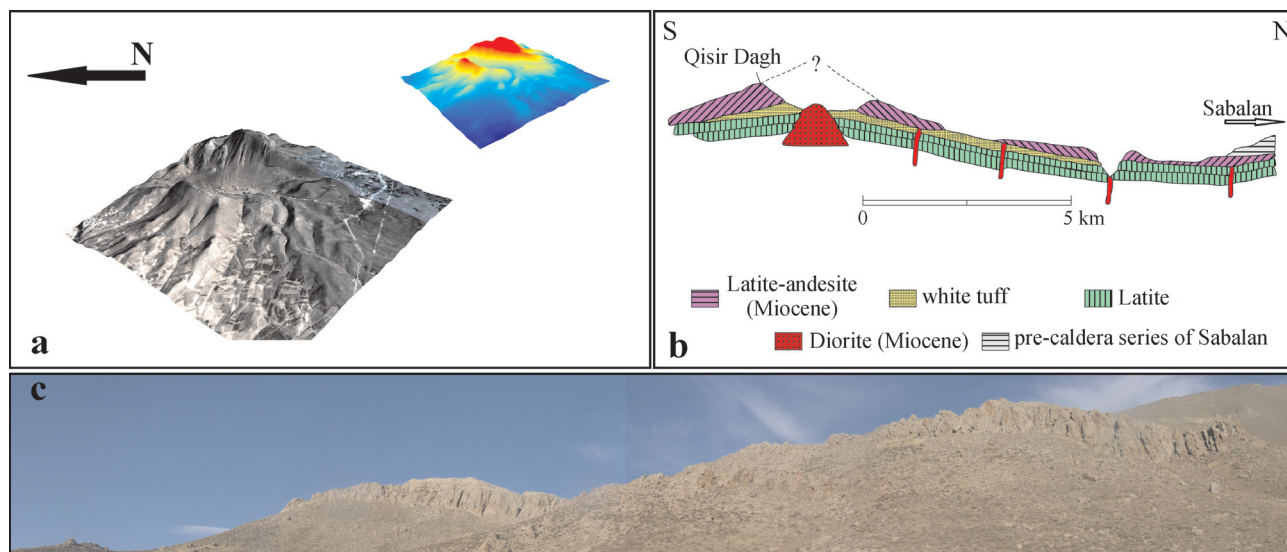 N
a
S
N
Qisir Dagh
?
Sabalan
0
5 km
Latite-andesite
(Miocene)
white tuff
Latite
Diorite (Miocene)
pre-caldera series of Sabalan
b
c